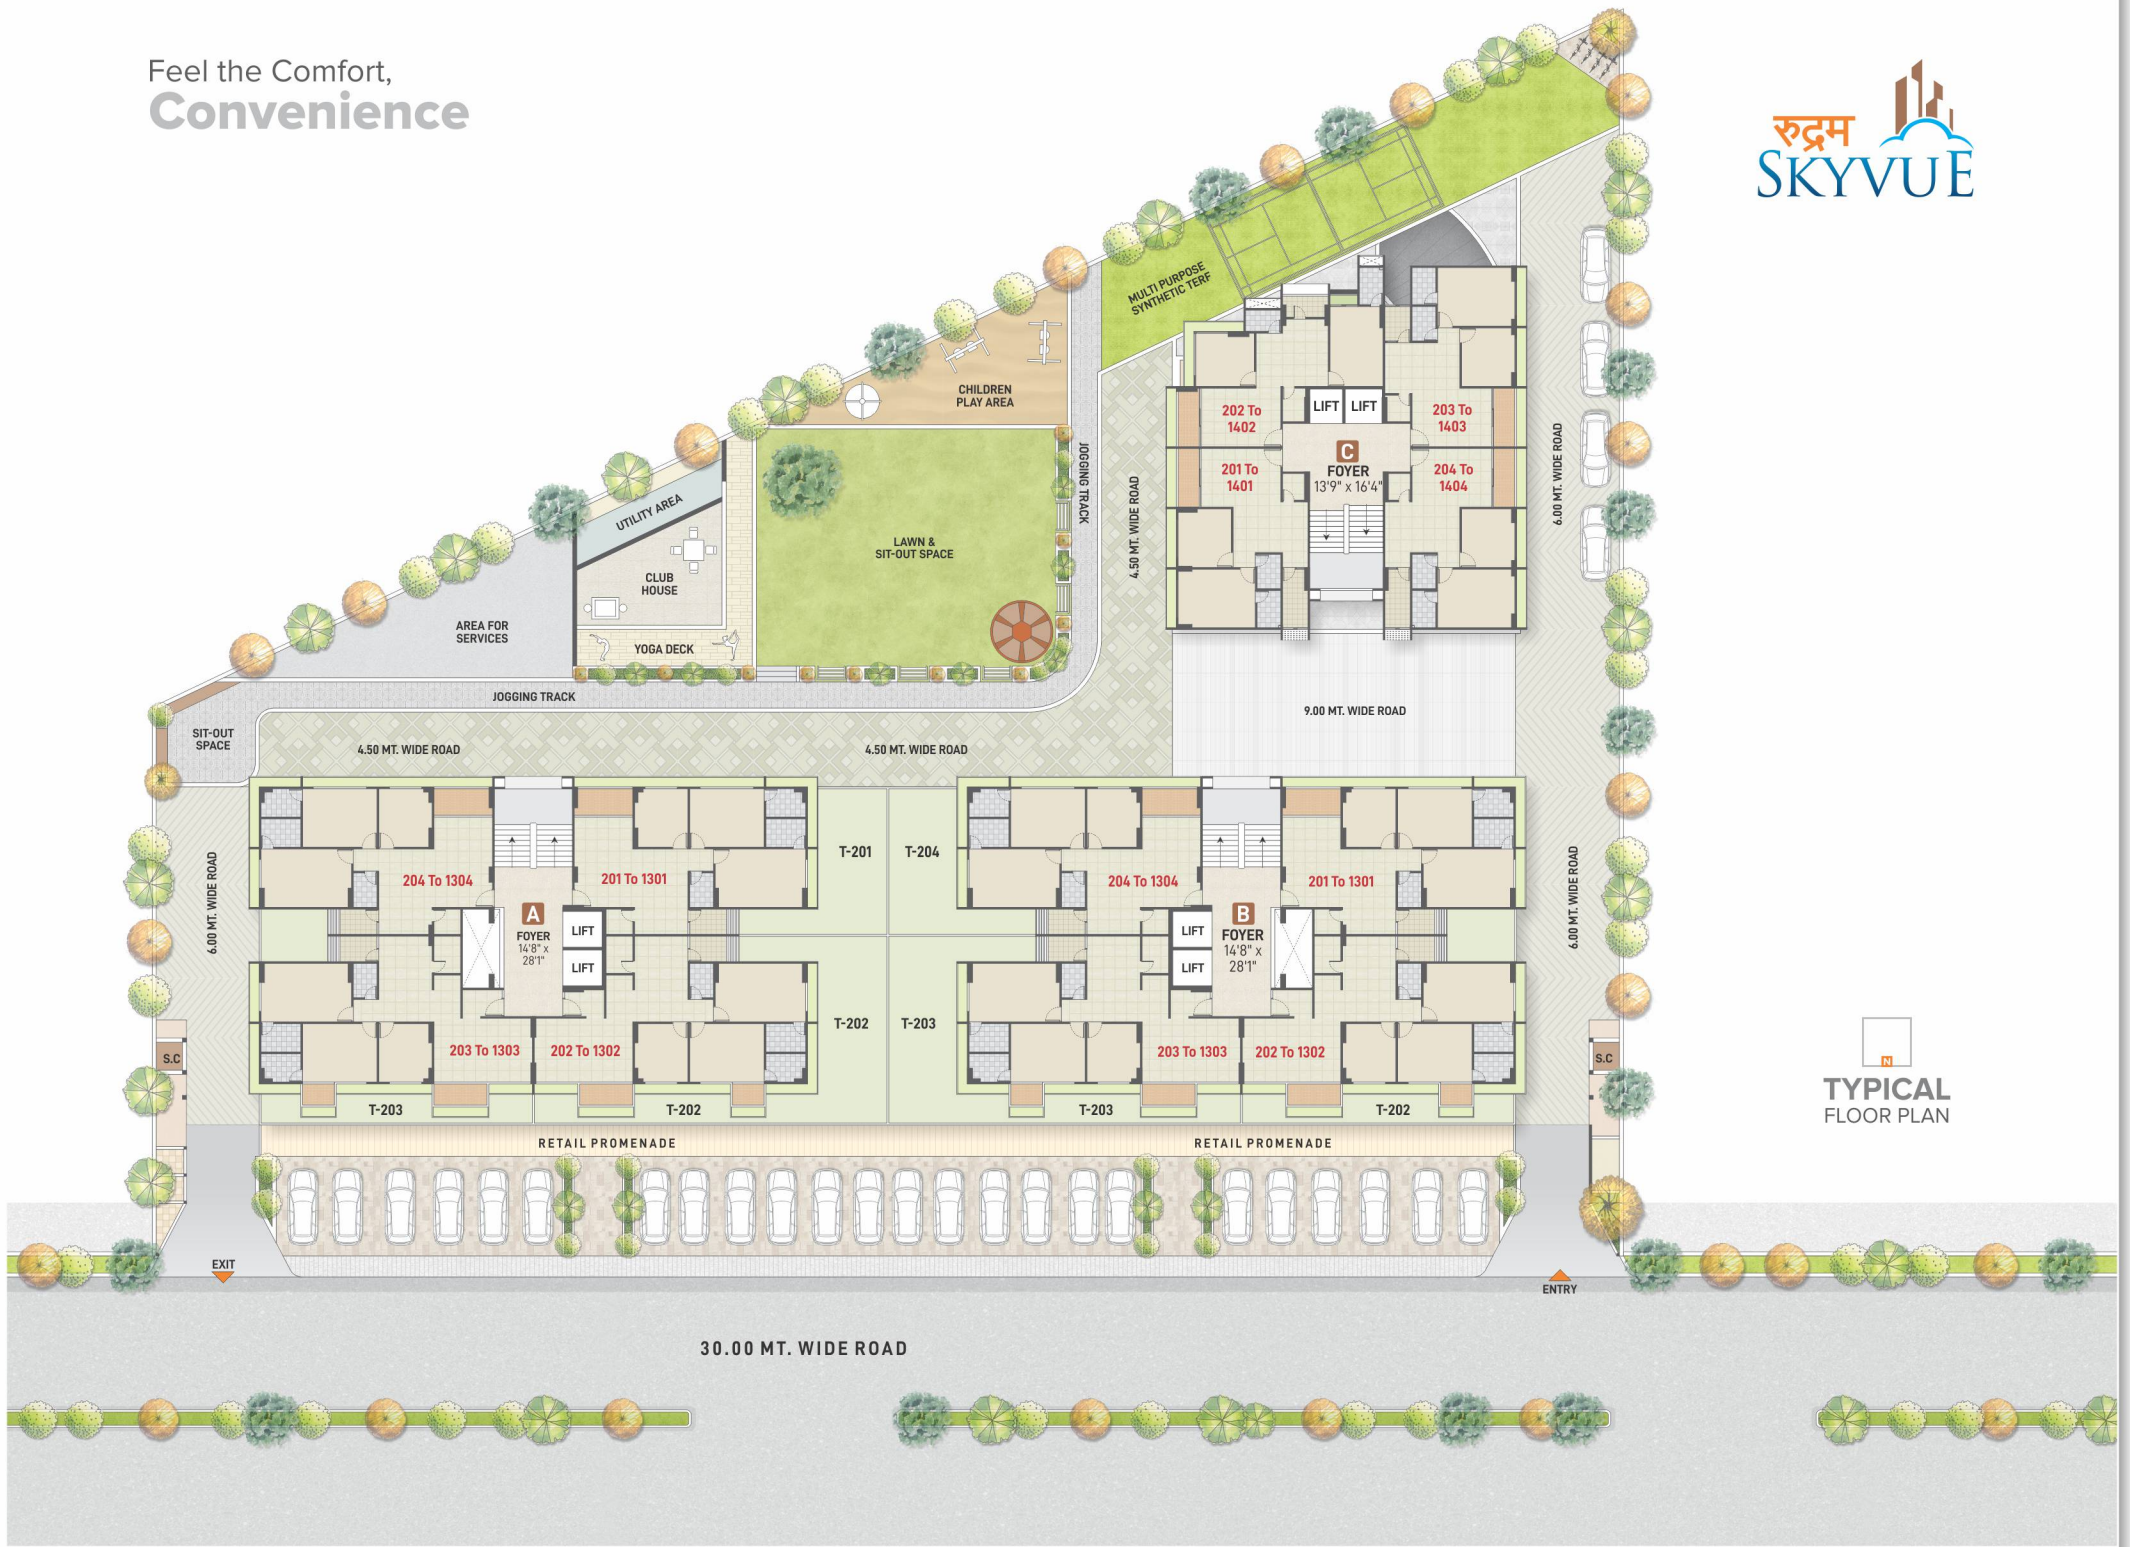 Feel the Comfort,
Convenience
रुद्रम
SKYVUE
MULTI PURPOSE
SYNTHETIC TERF
CHILDREN
PLAY AREA
JOGGING TRACK
4.50 MT. WIDE ROAD
6.00 MT. WIDE ROAD
LIFT
LIFT
202 To
1402
203 To
1403
C
FOYER
13'9" x 16'4"
201 To
1401
204 To
1404
UTILITY AREA
LAWN &
SIT-OUT SPACE
CLUB
HOUSE
YOGA DECK
AREA FOR
SERVICES
JOGGING TRACK
SIT-OUT
SPACE
4.50 MT. WIDE ROAD
4.50 MT. WIDE ROAD
9.00 MT. WIDE ROAD
6.00 MT. WIDE ROAD
204 To 1304
201 To 1301
A
FOYER
14'8" x
28'1"
LIFT
LIFT
203 To 1303
202 To 1302
T-201
T-204
T-202
T-203
204 To 1304
201 To 1301
B
FOYER
14'8" x
28'1"
LIFT
LIFT
203 To 1303
202 To 1302
6.00 MT. WIDE ROAD
S.C
S.C
T-203
T-202
T-203
T-202
RETAIL PROMENADE
RETAIL PROMENADE
N
TYPICAL
FLOOR PLAN
EXIT
ENTRY
30.00 MT. WIDE ROAD